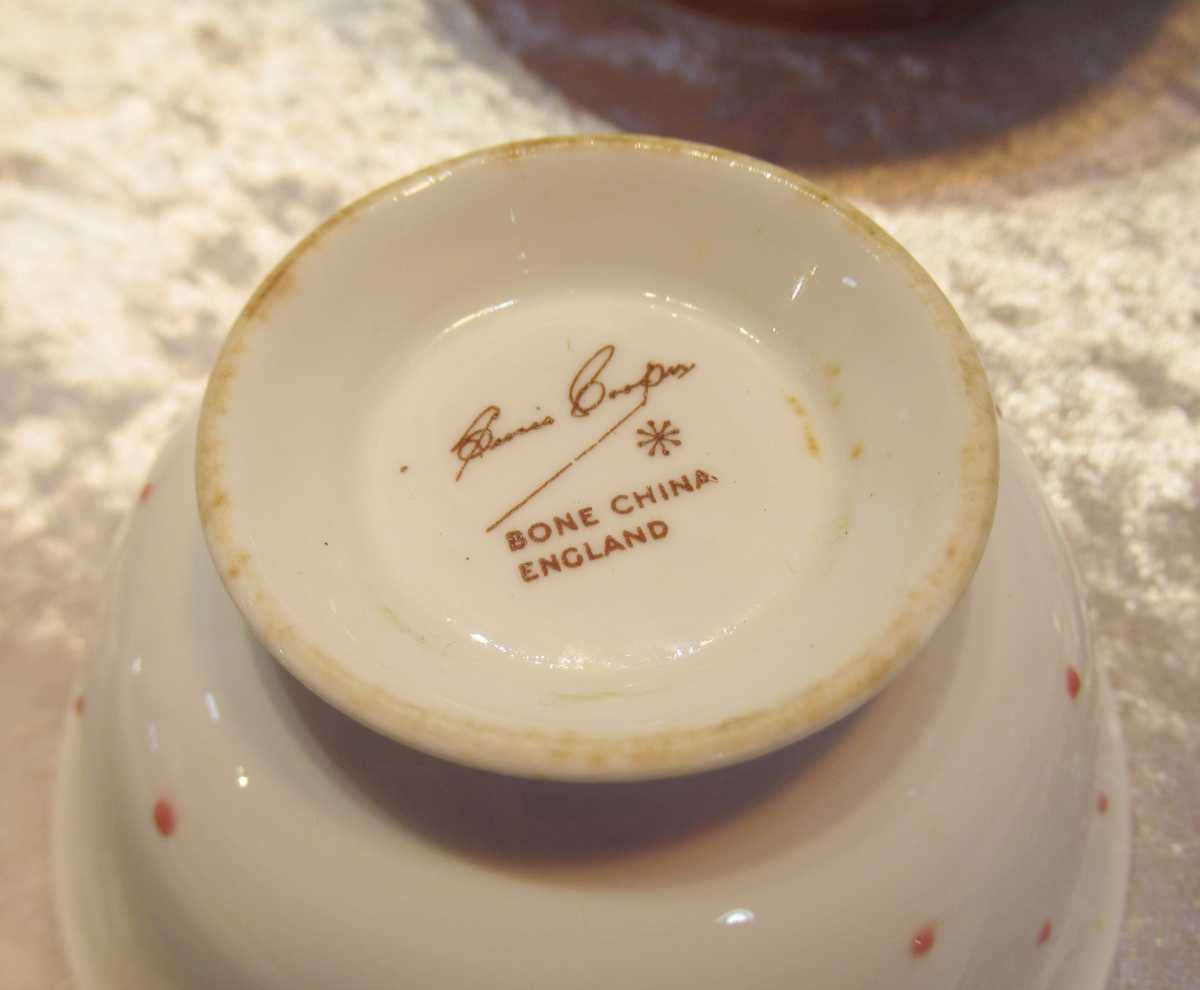 Susie Cooper
BONE CHINA
ENGLAND